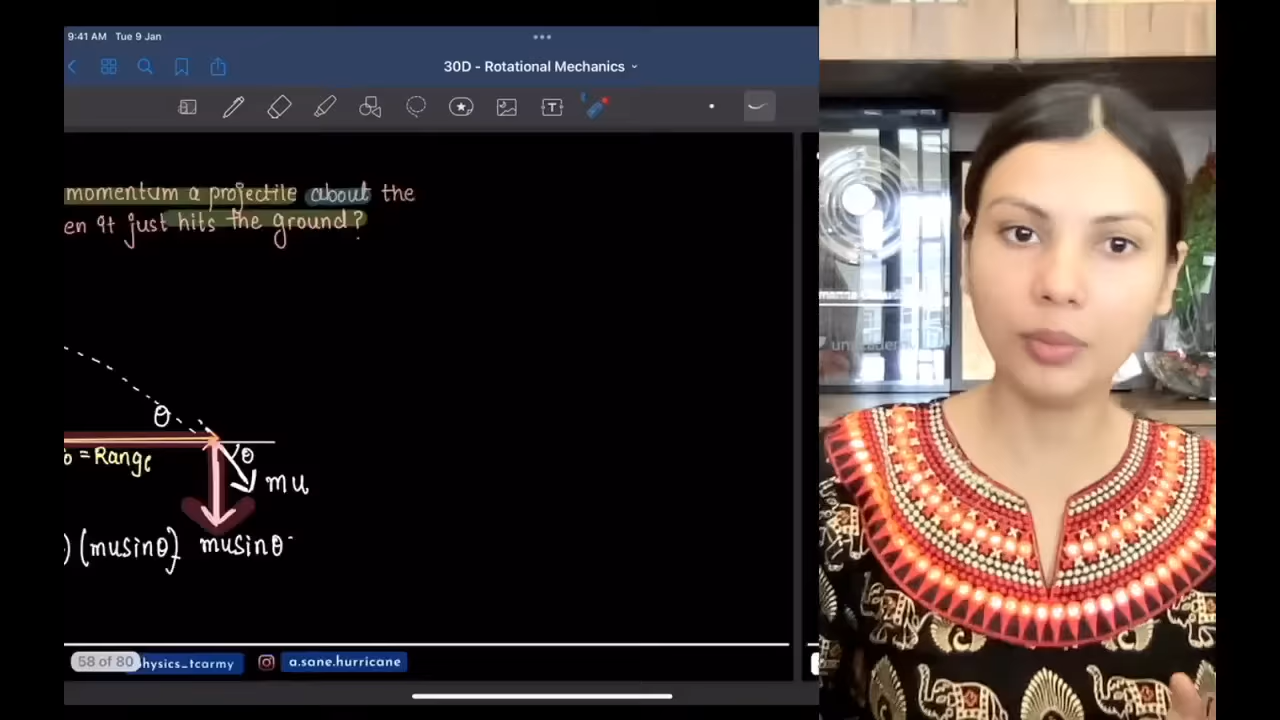 9:41 AM Tue 9 Jan
30D - Rotational Mechanics
momentum a projectile about the
en it just hits the ground?
θ
= Range
θ
mu
) (musinθ) musinθ
58 of 80
physics_tcarmy
a.sane.hurricane